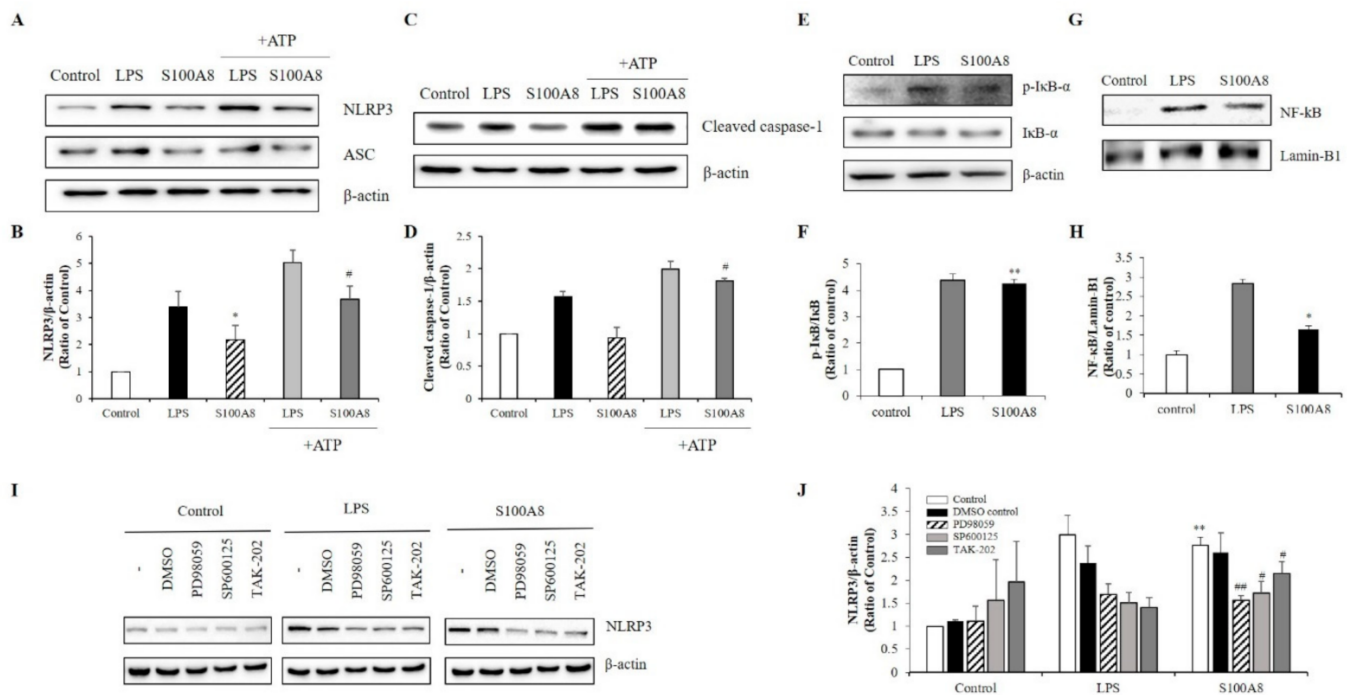 A
+ATP
Control LPS S100A8 LPS S100A8
NLRP3
ASC
β-actin
B
NLRP3/β-actin
(Ratio of Control)
6
5
4
3
2
1
0
Control LPS S100A8 LPS S100A8
*
#
+ATP
C
+ATP
Control LPS S100A8 LPS S100A8
Cleaved caspase-1
β-actin
D
Cleaved caspase-1/β-actin
(Ratio of Control)
2.5
2
1.5
1
0.5
0
Control LPS S100A8 LPS S100A8
#
+ATP
E
Control LPS S100A8
p-IκB-α
IκB-α
β-actin
F
p-IκB/IκB
(Ratio of control)
5
4
3
2
1
0
control LPS S100A8
**
G
Control LPS S100A8
NF-kB
Lamin-B1
H
NF-κB/Lamin-B1
(Ratio of control)
3.5
3
2.5
2
1.5
1
0.5
0
control LPS S100A8
*
I
Control LPS S100A8
- DMSO PD98059 SP600125 TAK-202
- DMSO PD98059 SP600125 TAK-202
- DMSO PD98059 SP600125 TAK-202
NLRP3
β-actin
J
NLRP3/β-actin
(Ratio of Control)
4
3.5
3
2.5
2
1.5
1
0.5
0
Control
DMSO control
PD98059
SP600125
TAK-202
**
##
#
#
Control LPS S100A8